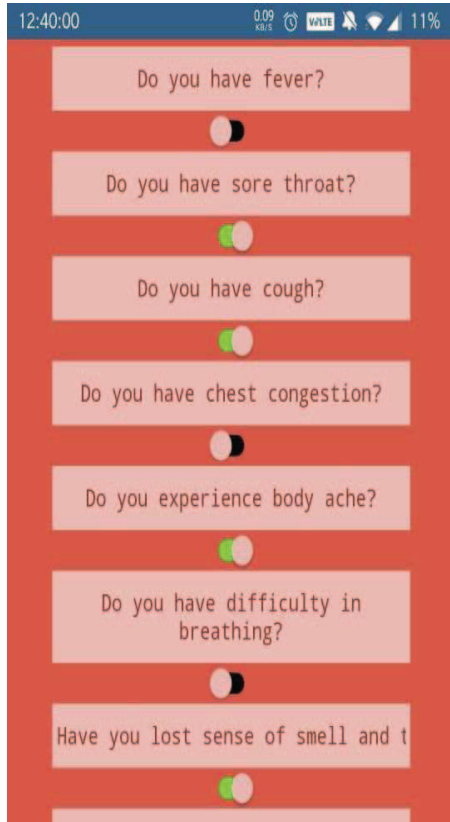 12:40:00 0.09 KB/S VoLTE 11%
Do you have fever?
Do you have sore throat?
Do you have cough?
Do you have chest congestion?
Do you experience body ache?
Do you have difficulty in
breathing?
Have you lost sense of smell and t